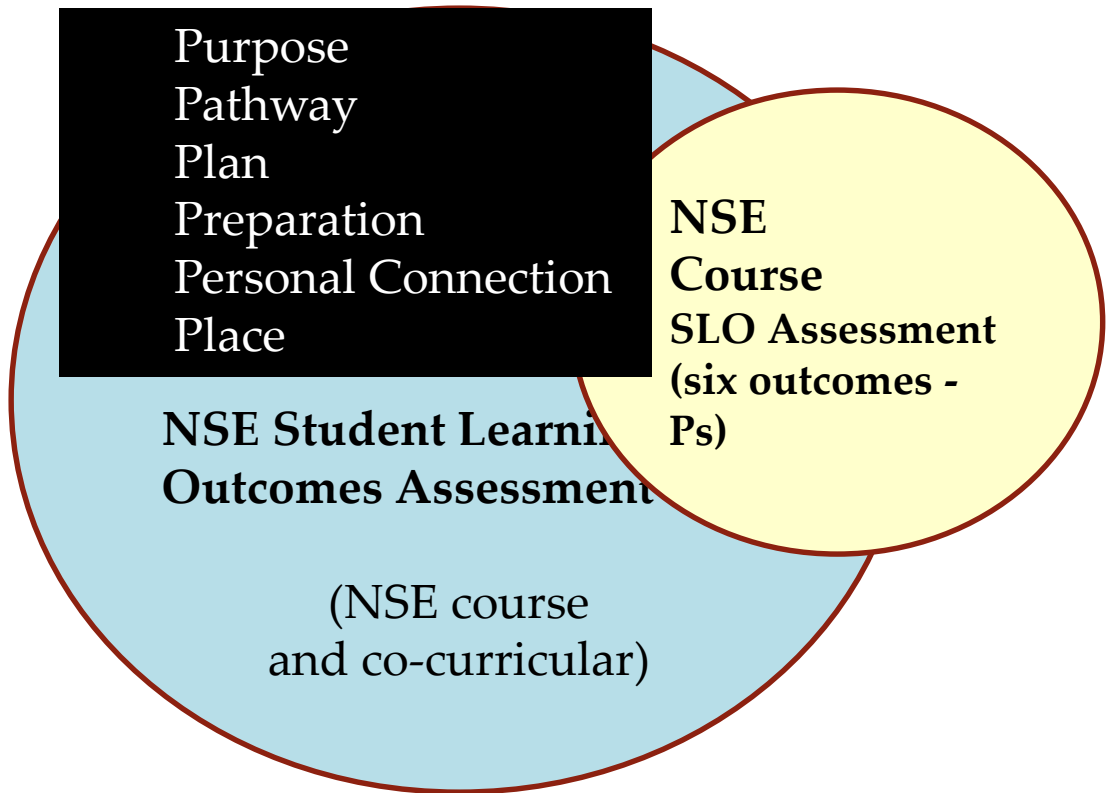 Purpose
Pathway
Plan
Preparation
Personal Connection
Place
NSE
Course
SLO Assessment
(six outcomes -
Ps)
NSE Student
Outcomes Assessment
(NSE course
and co-curricular)